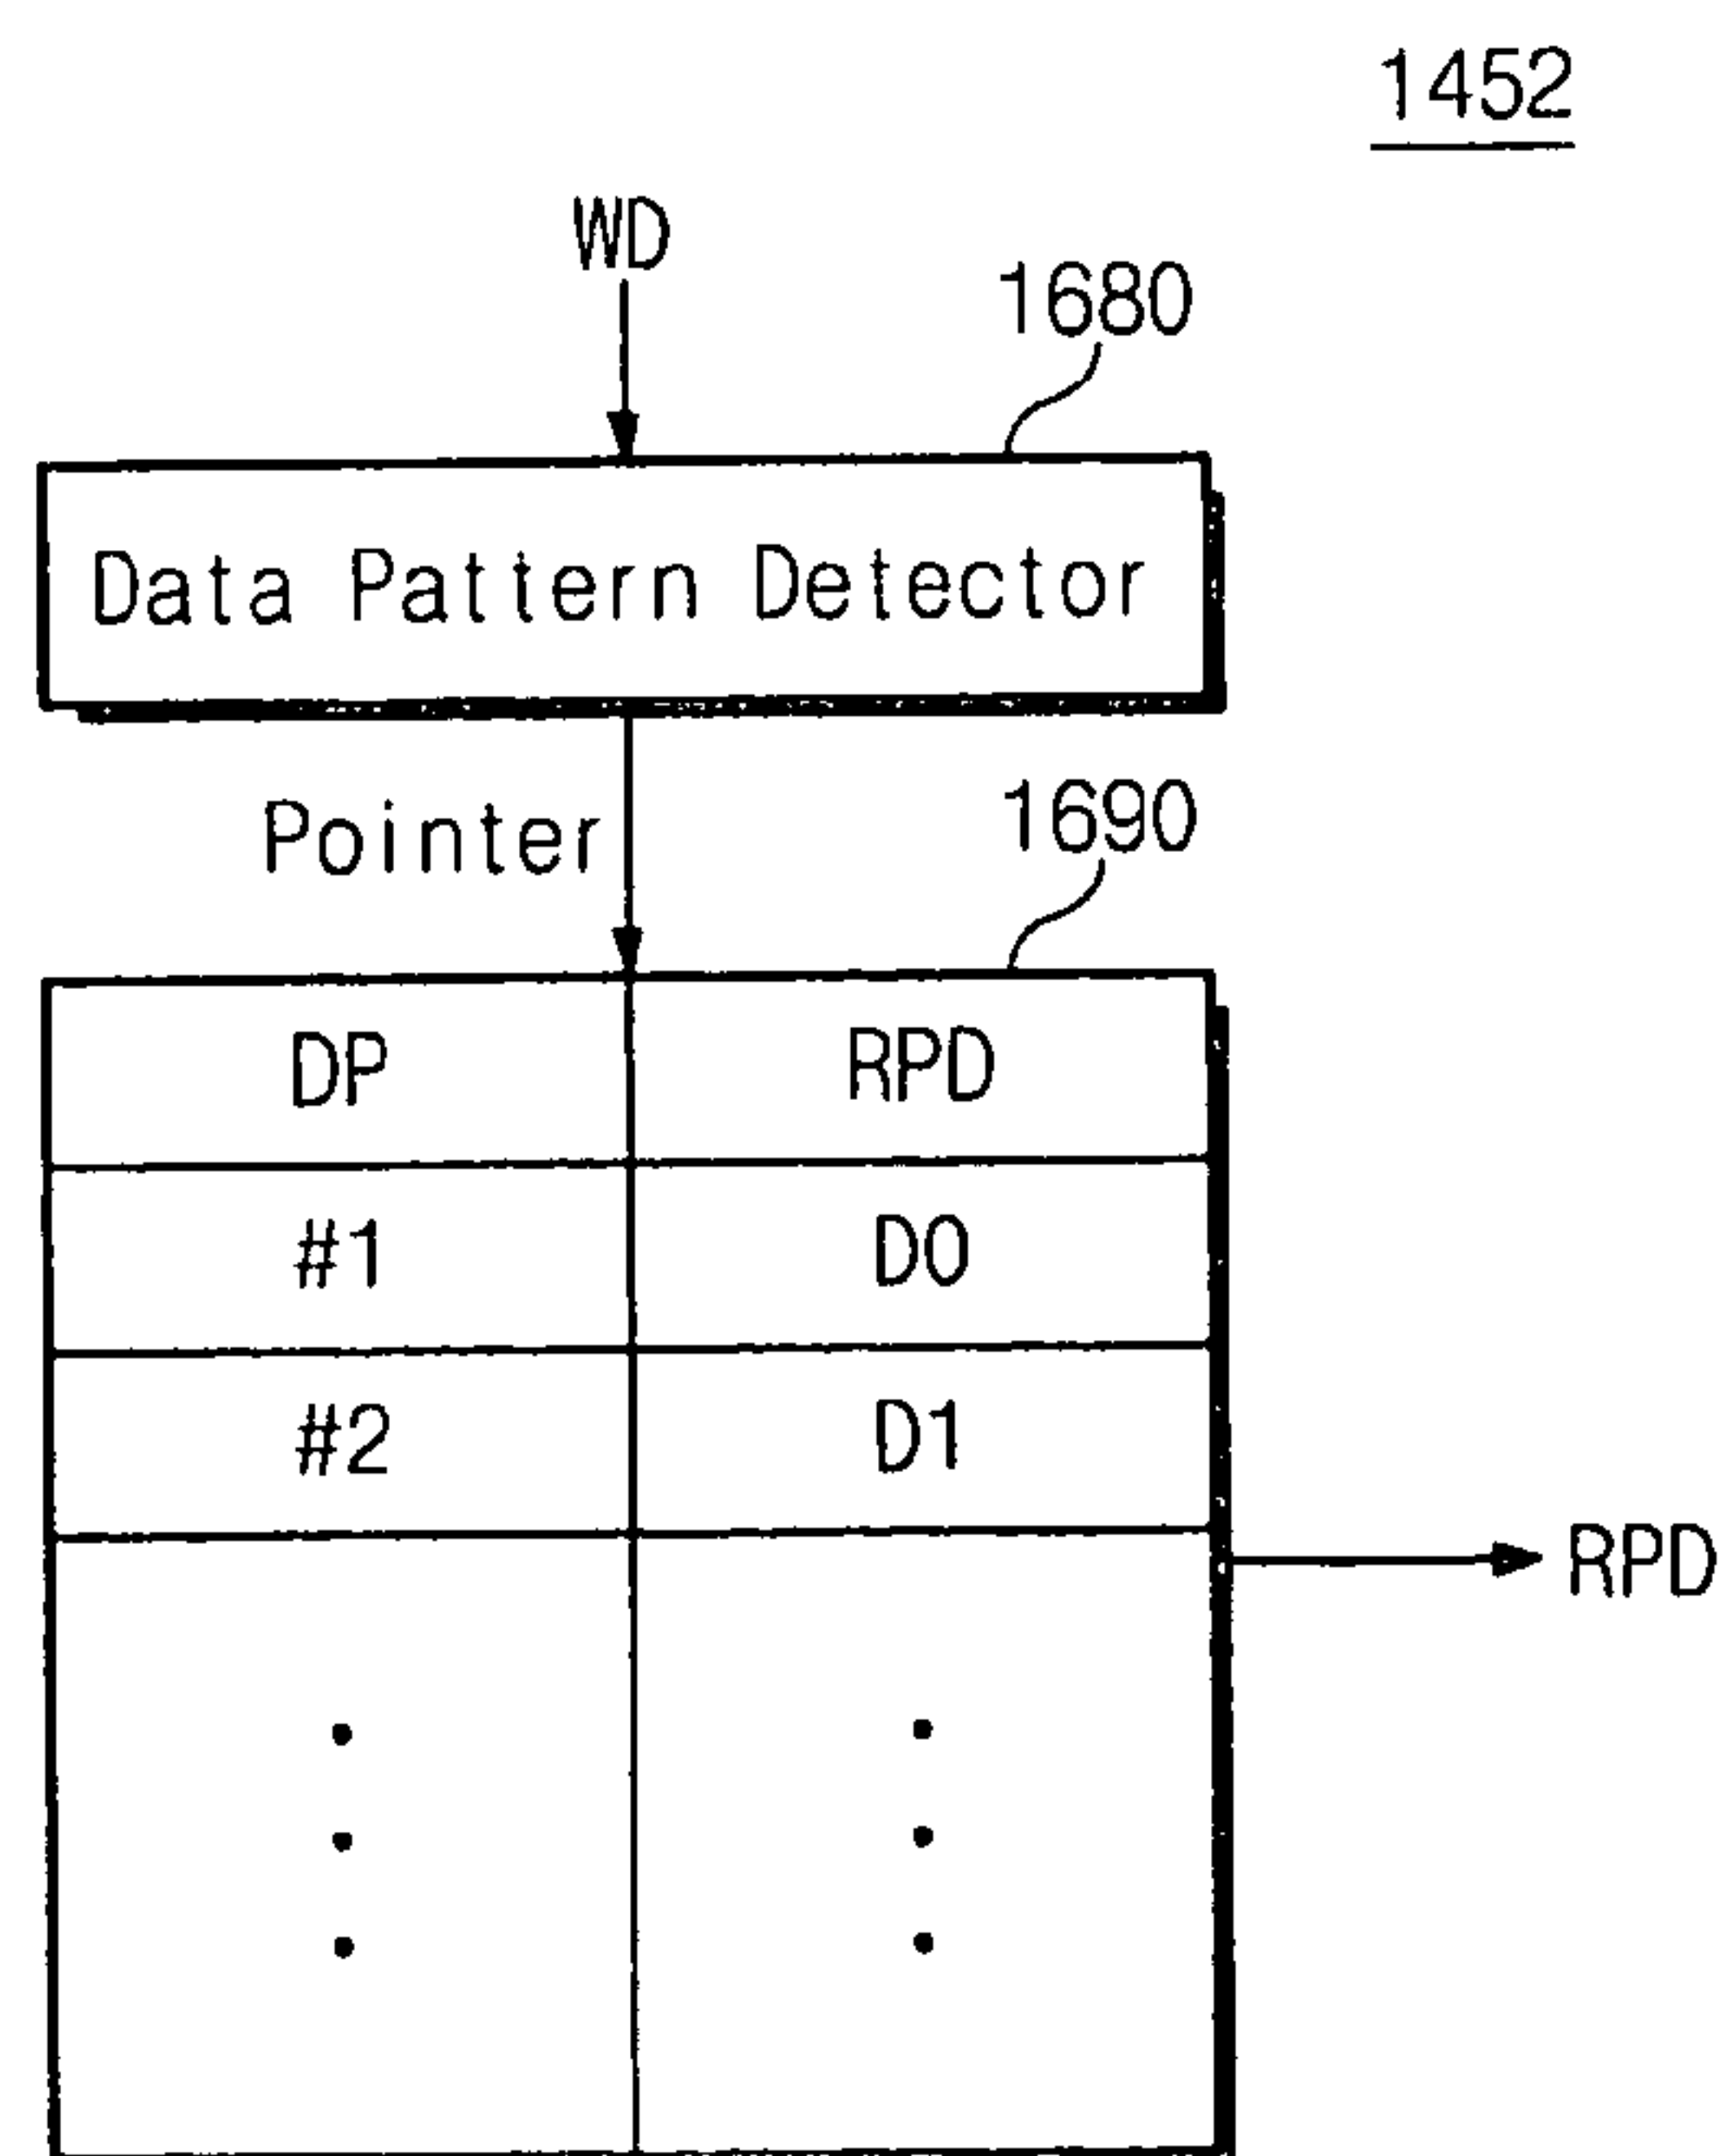 1452
WD
1680
Data Pattern Detector
Pointer
1690
DP RPD
#1 D0
#2 D1
RPD